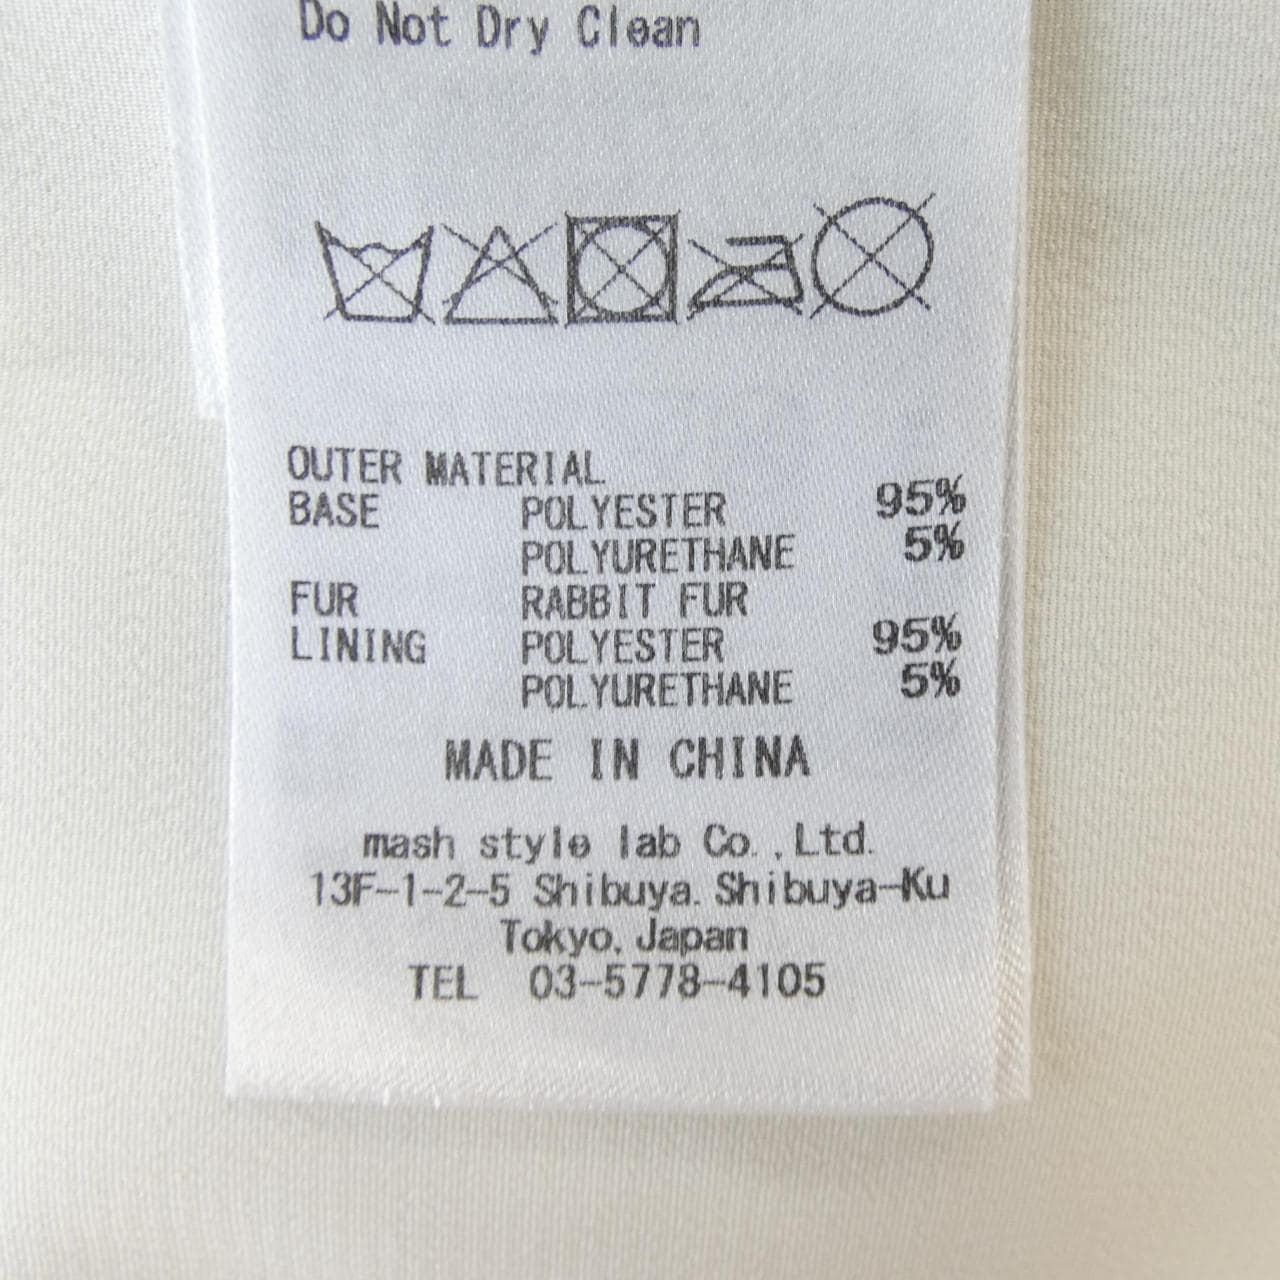 Do Not Dry Clean
OUTER MATERIAL
BASE POLYESTER 95%
POLYURETHANE 5%
FUR RABBIT FUR
LINING POLYESTER 95%
POLYURETHANE 5%
MADE IN CHINA
mash style lab Co.,Ltd.
13F-1-2-5 Shibuya. Shibuya-Ku
Tokyo. Japan
TEL 03-5778-4105